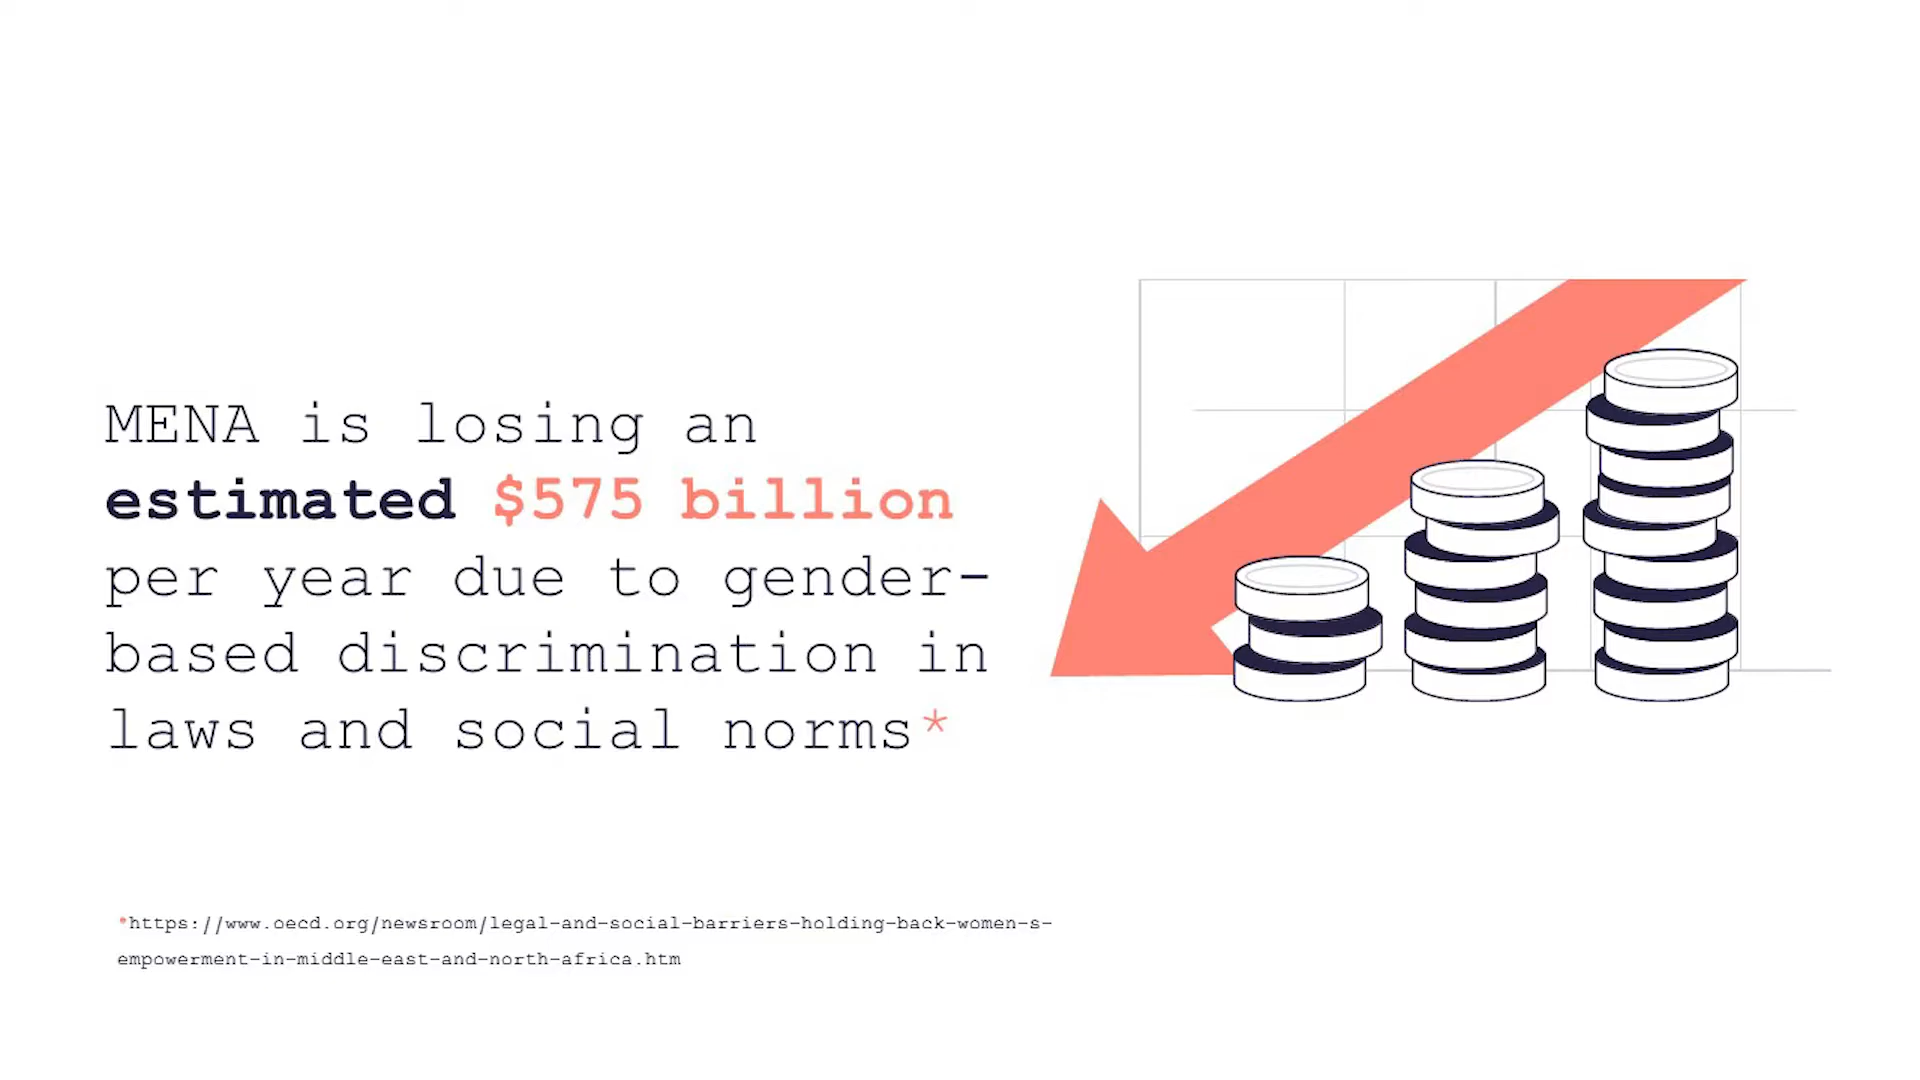 MENA is losing an
estimated $575 billion
per year due to gender-
based discrimination in
laws and social norms*
*https://www.oecd.org/newsroom/legal-and-social-barriers-holding-back-women-s-
empowerment-in-middle-east-and-north-africa.htm